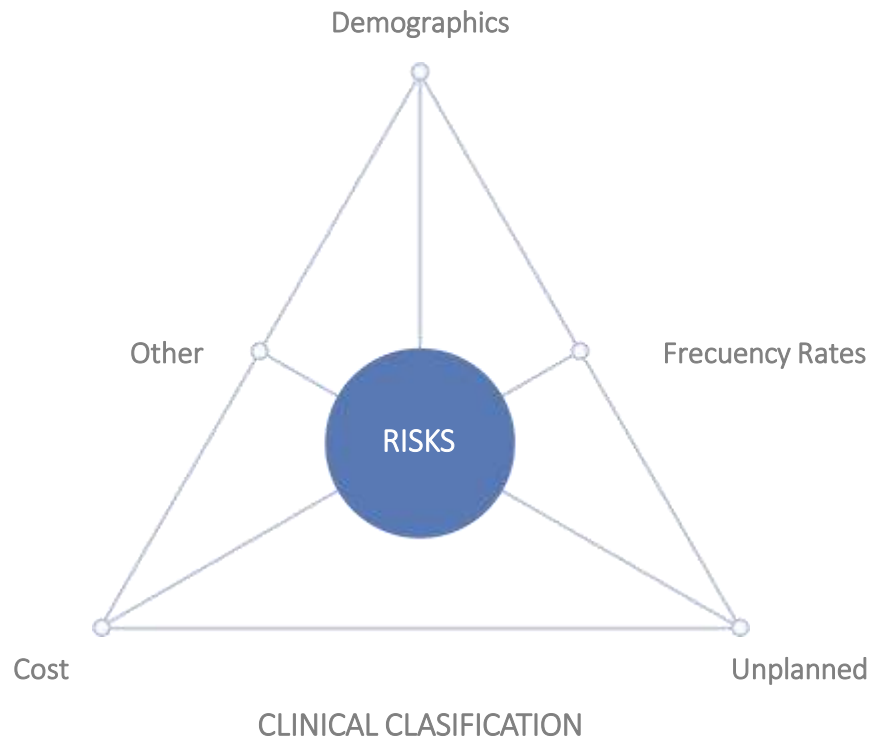 Demographics
Other
Frecuency Rates
RISKS
Cost
Unplanned
CLINICAL CLASIFICATION